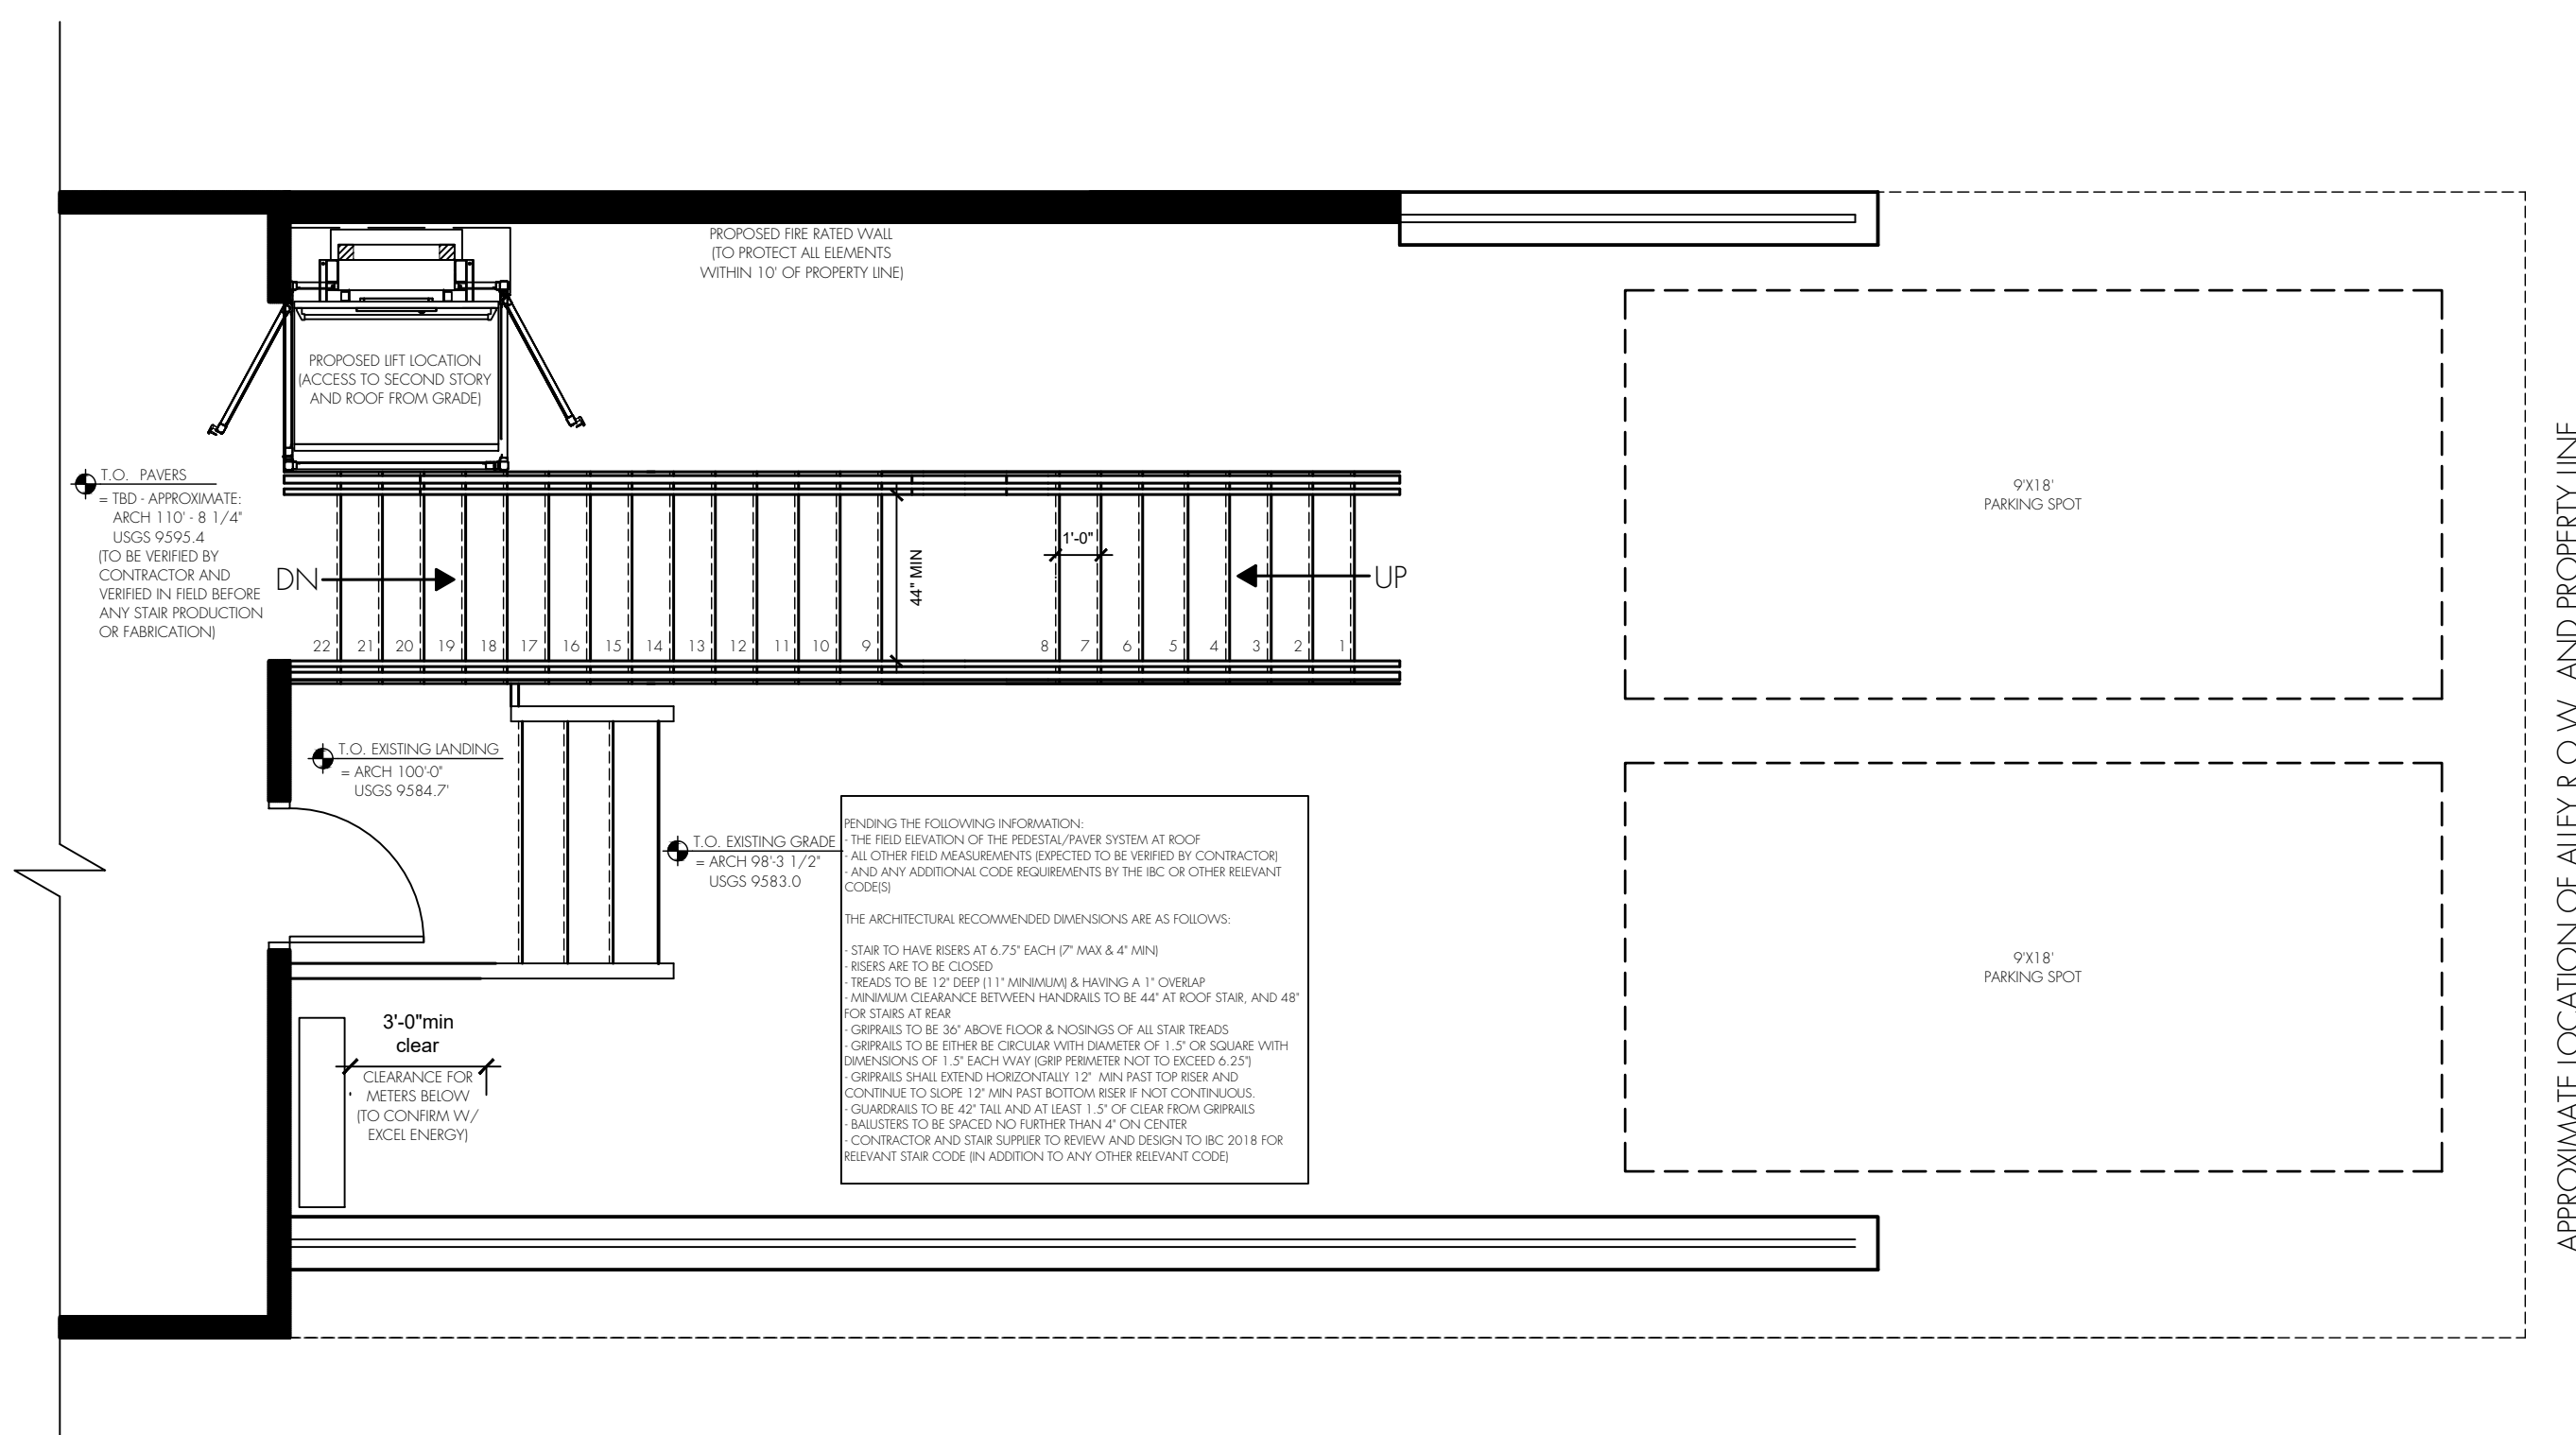 PROPOSED FIRE RATED WALL
(TO PROTECT ALL ELEMENTS
WITHIN 10' OF PROPERTY LINE)
PROPOSED LIFT LOCATION
(ACCESS TO SECOND STORY
AND ROOF FROM GRADE)
T.O. PAVERS
= TBD - APPROXIMATE:
ARCH 110' - 8 1/4"
USGS 9595.4
(TO BE VERIFIED BY
CONTRACTOR AND
VERIFIED IN FIELD BEFORE
ANY STAIR PRODUCTION
OR FABRICATION)
DN
22 21 20 19 18 17 16 15 14 13 12 11 10 9
44" MIN
1'-0"
8 7 6 5 4 3 2 1
UP
9'X18'
PARKING SPOT
T.O. EXISTING LANDING
= ARCH 100'-0"
USGS 9584.7'
T.O. EXISTING GRADE
= ARCH 98'-3 1/2"
USGS 9583.0
PENDING THE FOLLOWING INFORMATION:
- THE FIELD ELEVATION OF THE PEDESTAL/PAVER SYSTEM AT ROOF
- ALL OTHER FIELD MEASUREMENTS (EXPECTED TO BE VERIFIED BY CONTRACTOR)
- AND ANY ADDITIONAL CODE REQUIREMENTS BY THE IBC OR OTHER RELEVANT
CODE(S)
THE ARCHITECTURAL RECOMMENDED DIMENSIONS ARE AS FOLLOWS:
- STAIR TO HAVE RISERS AT 6.75" EACH (7" MAX & 4" MIN)
- RISERS ARE TO BE CLOSED
- TREADS TO BE 12" DEEP (11" MINIMUM) & HAVING A 1" OVERLAP
- MINIMUM CLEARANCE BETWEEN HANDRAILS TO BE 44" AT ROOF STAIR, AND 48"
FOR STAIRS AT REAR
- GRIPRAILS TO BE 36" ABOVE FLOOR & NOSINGS OF ALL STAIR TREADS
- GRIPRAILS TO BE EITHER BE CIRCULAR WITH DIAMETER OF 1.5" OR SQUARE WITH
DIMENSIONS OF 1.5" EACH WAY (GRIP PERIMETER NOT TO EXCEED 6.25")
- GRIPRAILS SHALL EXTEND HORIZONTALLY 12" MIN PAST TOP RISER AND
CONTINUE TO SLOPE 12" MIN PAST BOTTOM RISER IF NOT CONTINUOUS.
- GUARDRAILS TO BE 42" TALL AND AT LEAST 1.5" OF CLEAR FROM GRIPRAILS
- BALUSTERS TO BE SPACED NO FURTHER THAN 4" ON CENTER
- CONTRACTOR AND STAIR SUPPLIER TO REVIEW AND DESIGN TO IBC 2018 FOR
RELEVANT STAIR CODE (IN ADDITION TO ANY OTHER RELEVANT CODE)
9'X18'
PARKING SPOT
3'-0"min
clear
CLEARANCE FOR
METERS BELOW
(TO CONFIRM W/
EXCEL ENERGY)
APPROXIMATE LOCATION OF ALLEY R.O.W. AND PROPERTY LINE